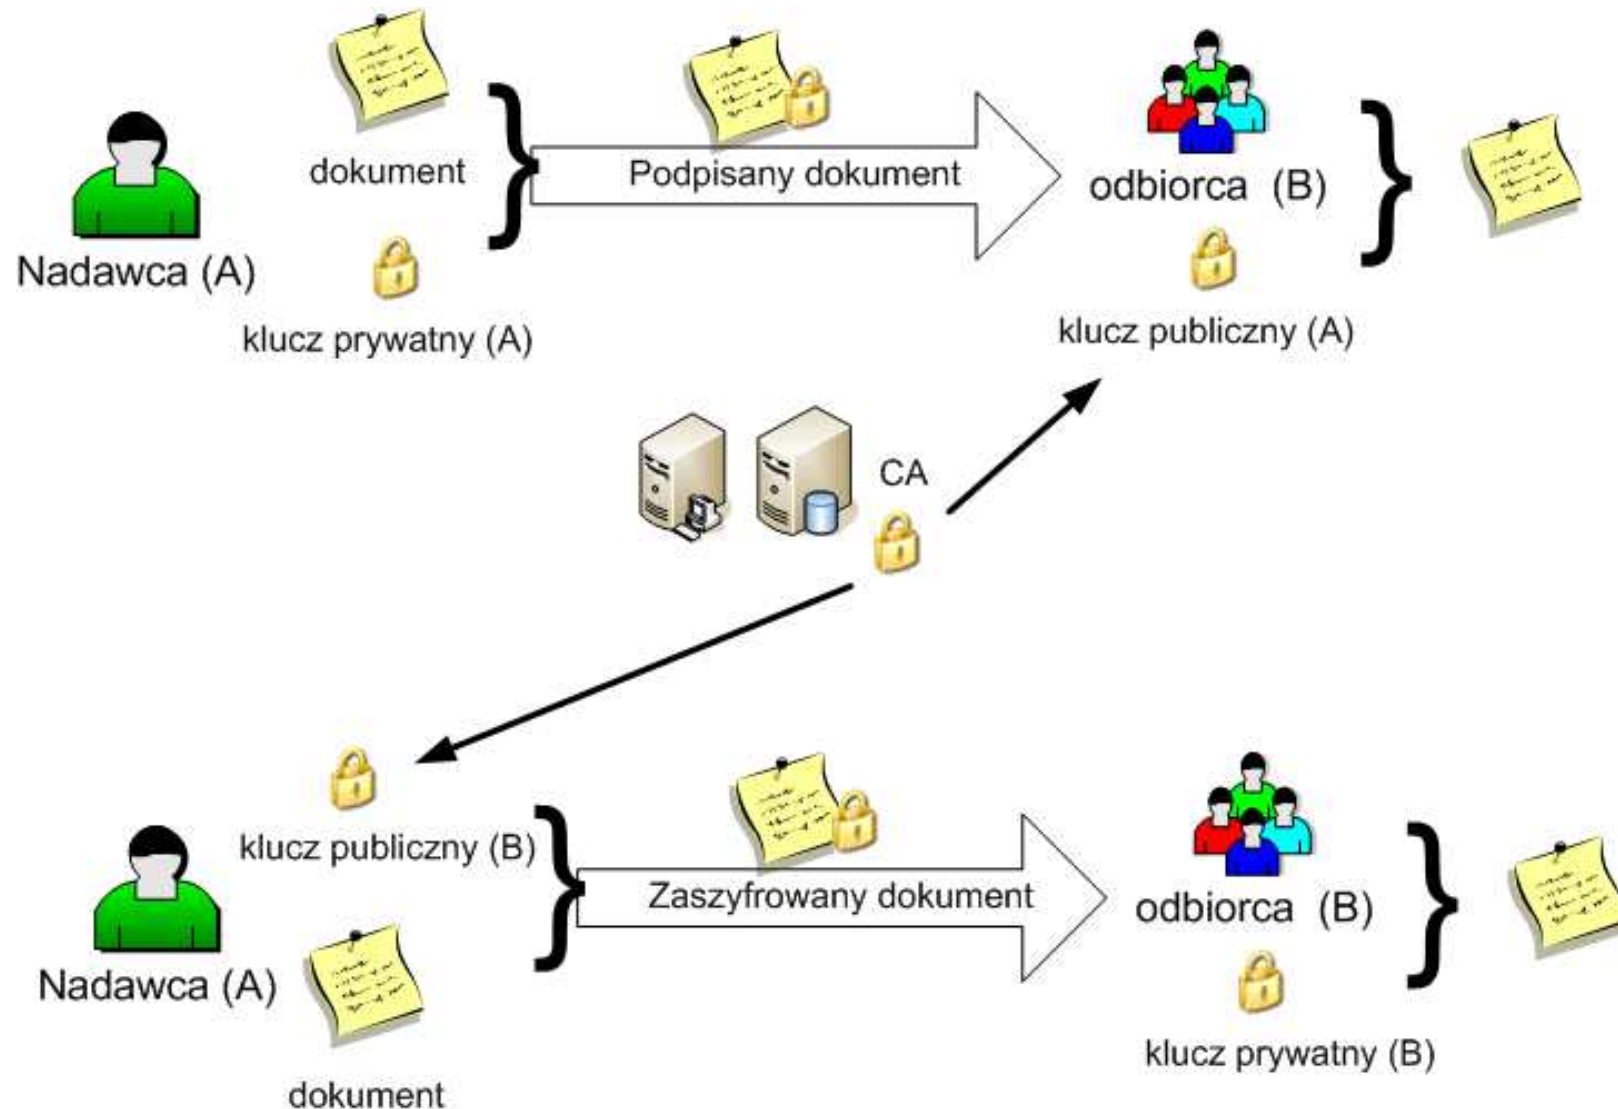 dokument
Podpisany dokument
odbiorca (B)
Nadawca (A)
klucz prywatny (A)
klucz publiczny (A)
CA
klucz publiczny (B)
Zaszyfrowany dokument
odbiorca (B)
Nadawca (A)
klucz prywatny (B)
dokument